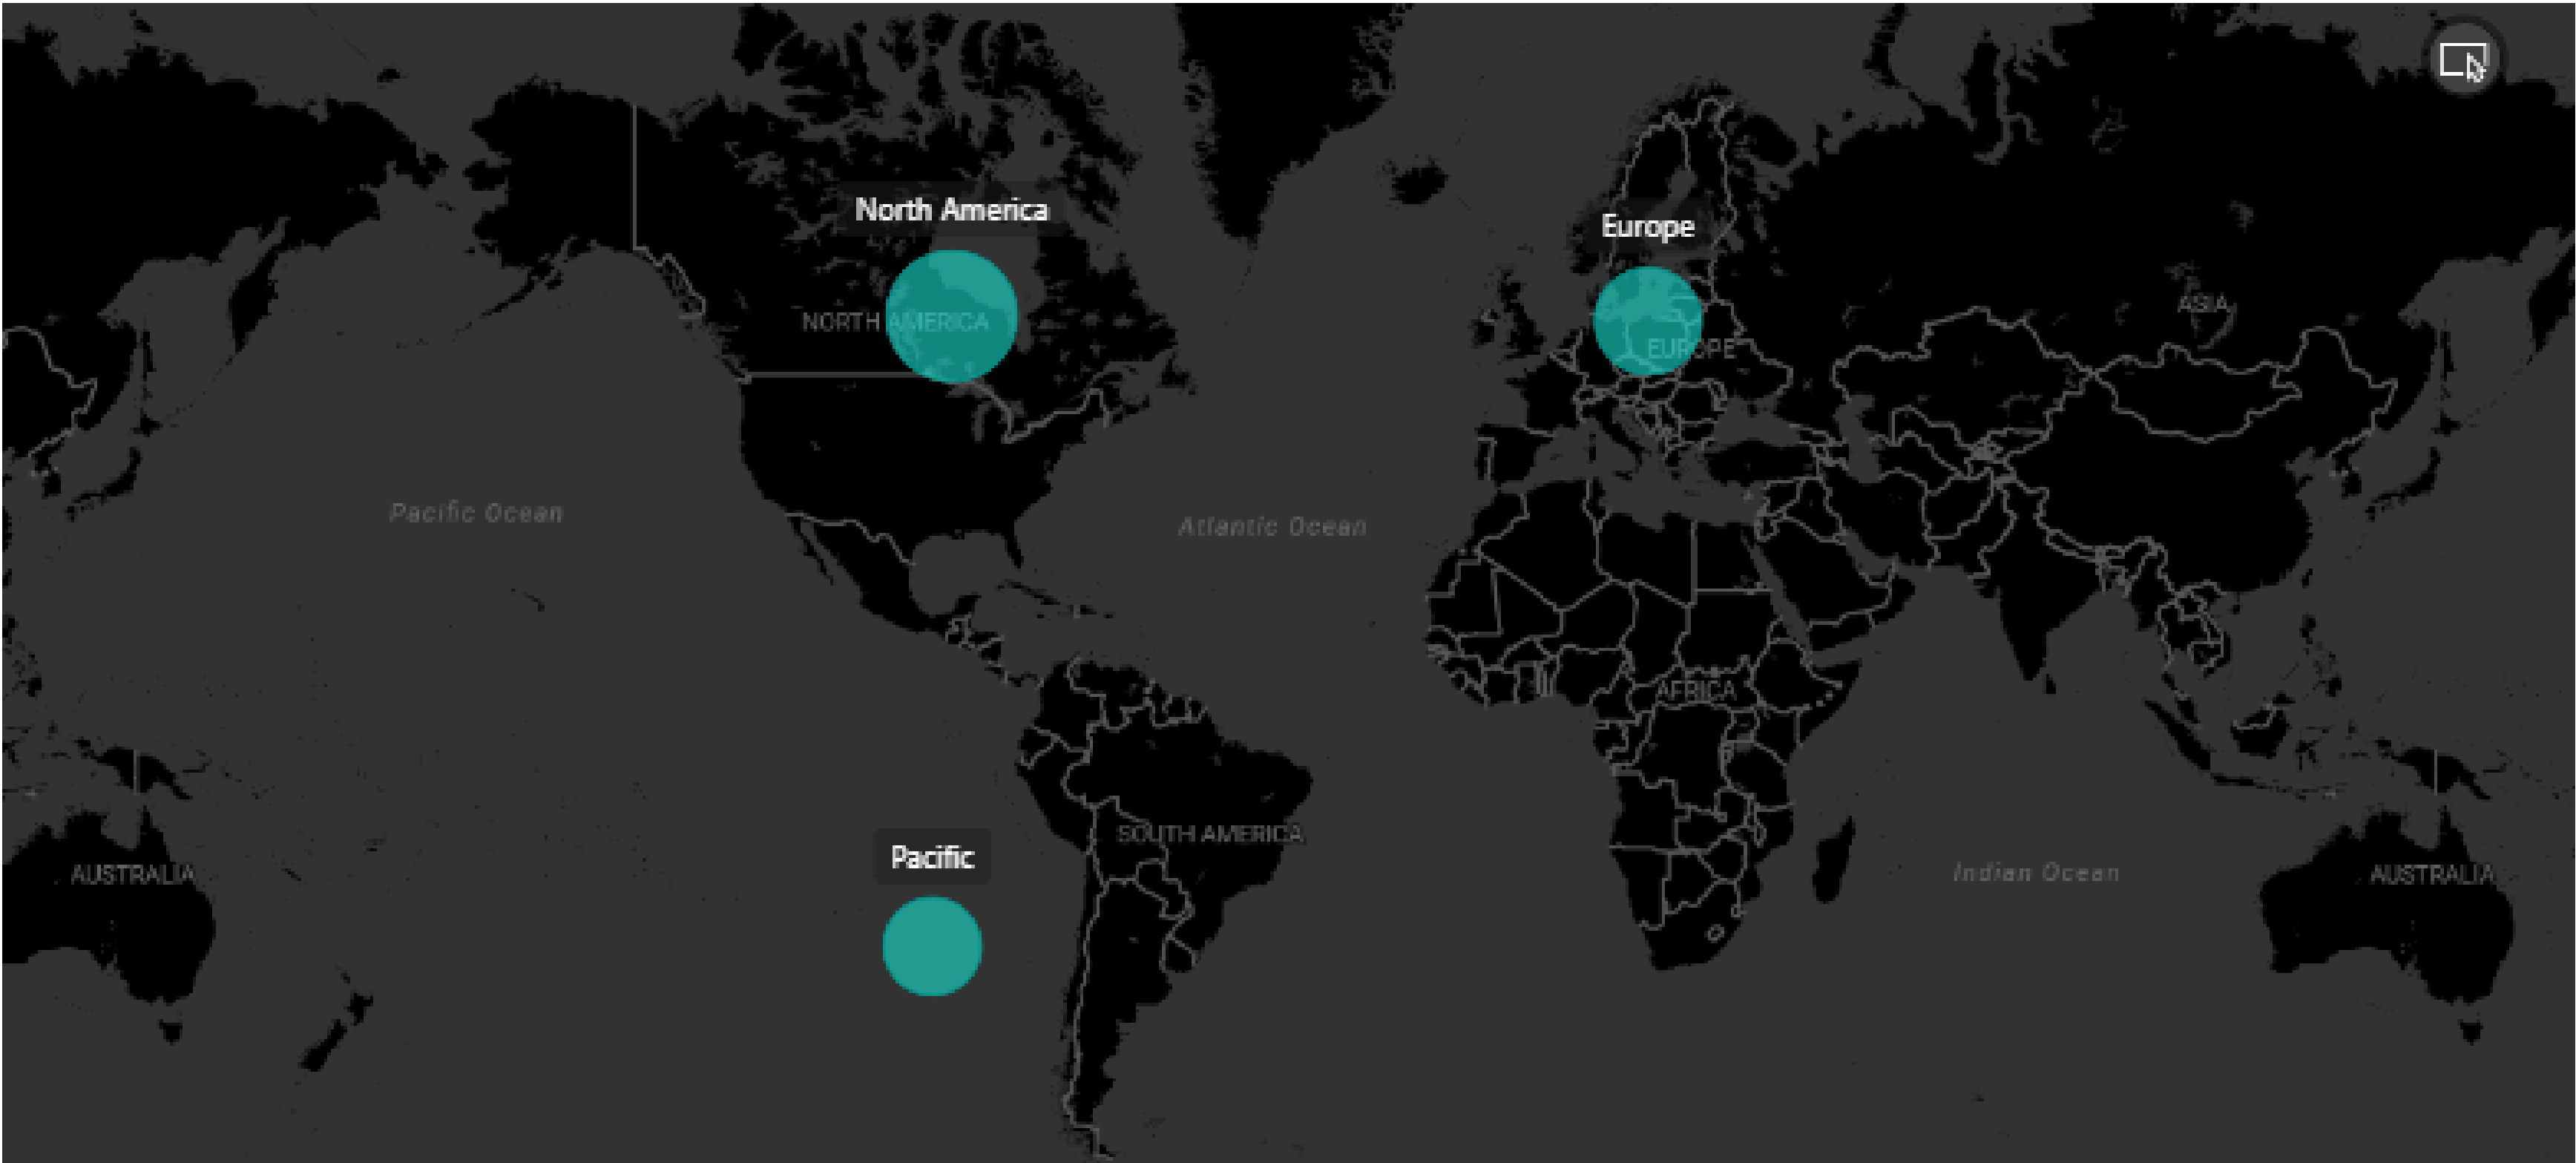 North America
Europe
ASIA
NORTH AMERICA
EUROPE
Pacific Ocean
Atlantic Ocean
AFRICA
SOUTH AMERICA
Pacific
AUSTRALIA
Indian Ocean
AUSTRALIA